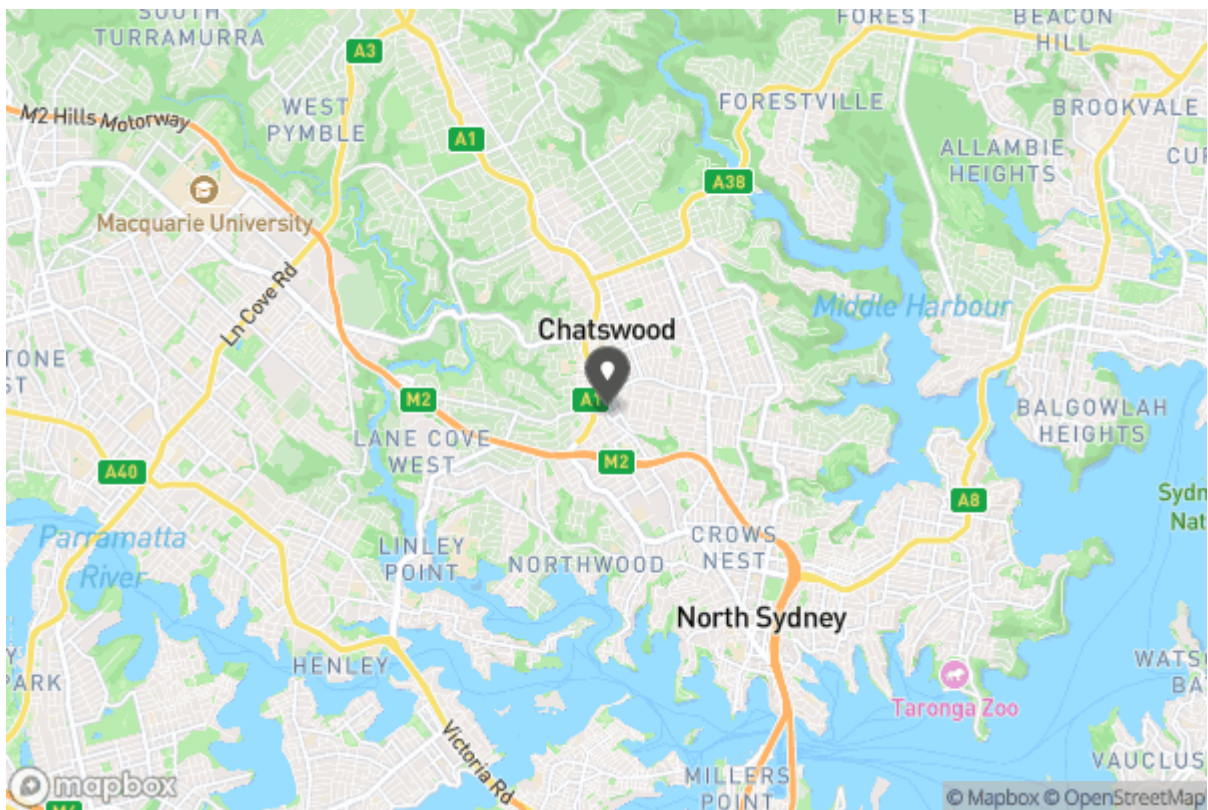 SOUTH
TURRAMURRA
FOREST
BEACON
HILL
A3
WEST
PYMBLE
M2 Hills Motorway
A1
FORESTVILLE
BROOKVALE
ALLAMBIE
HEIGHTS
A38
Macquarie University
Ln Cove Rd
Middle Harbour
Chatswood
M2
LANE COVE
WEST
M2
BALGOWLAH
HEIGHTS
A40
A8
Parramatta
River
LINLEY
POINT
NORTHWOOD
CROWS
NEST
North Sydney
HENLEY
PARK
Taronga Zoo
Victoria Rd
MILLERS
POINT
mapbox
© Mapbox © OpenStreetMap